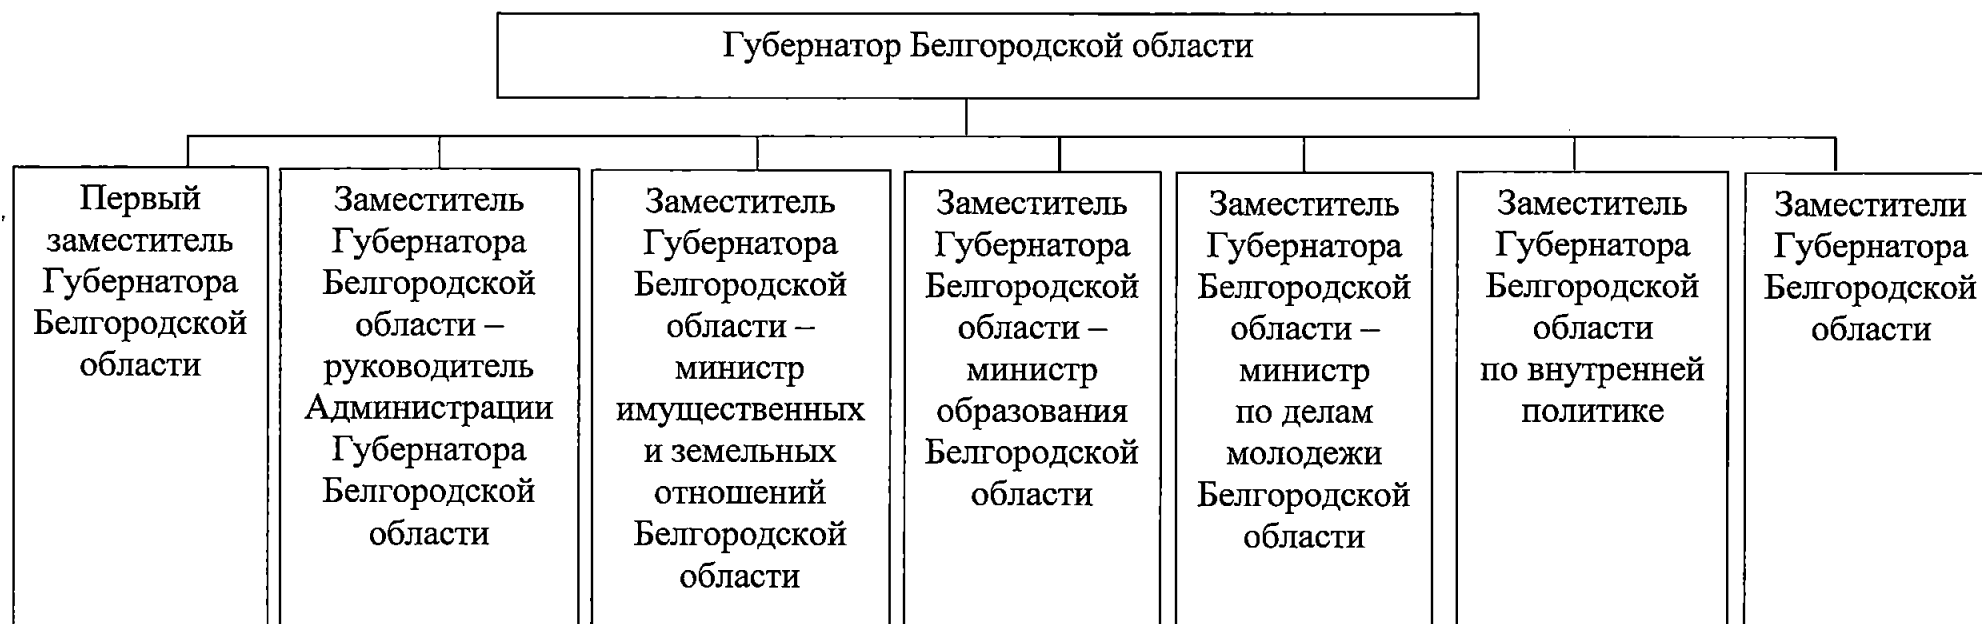 Губернатор Белгородской области
Первый
заместитель
Губернатора
Белгородской
области
Заместитель
Губернатора
Белгородской
области –
руководитель
Администрации
Губернатора
Белгородской
области
Заместитель
Губернатора
Белгородской
области –
министр
имущественных
и земельных
отношений
Белгородской
области
Заместитель
Губернатора
Белгородской
области –
министр
образования
Белгородской
области
Заместитель
Губернатора
Белгородской
области –
министр
по делам
молодежи
Белгородской
области
Заместитель
Губернатора
Белгородской
области
по внутренней
политике
Заместители
Губернатора
Белгородской
области